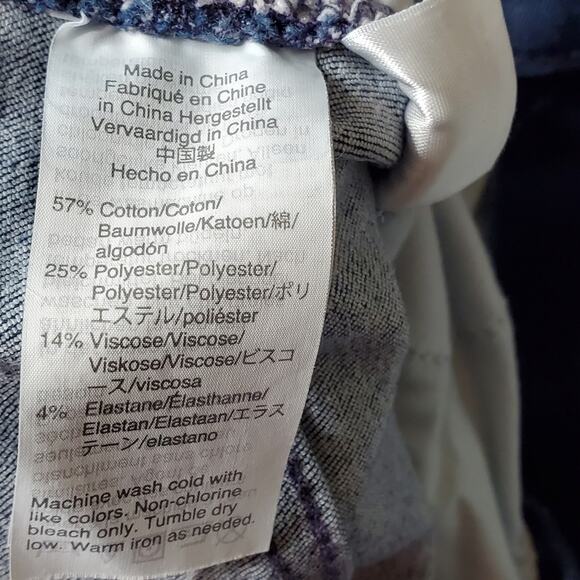 Made in China
Fabriqué en Chine
in China Hergestellt
Vervaardigd in China
中国製
Hecho en China
57% Cotton/Coton/
Baumwolle/Katoen/綿/
algodón
25% Polyester/Polyester/
Polyester/Polyester/ポリ
エステル/poliéster
14% Viscose/Viscose/
Viskose/Viscose/ビスコ
ース/viscosa
4% Elastane/Élasthanne/
Elastan/Elastaan/エラス
テーン/elastano
Machine wash cold with
like colors. Non-chlorine
bleach only. Tumble dry
low. Warm iron as needed.